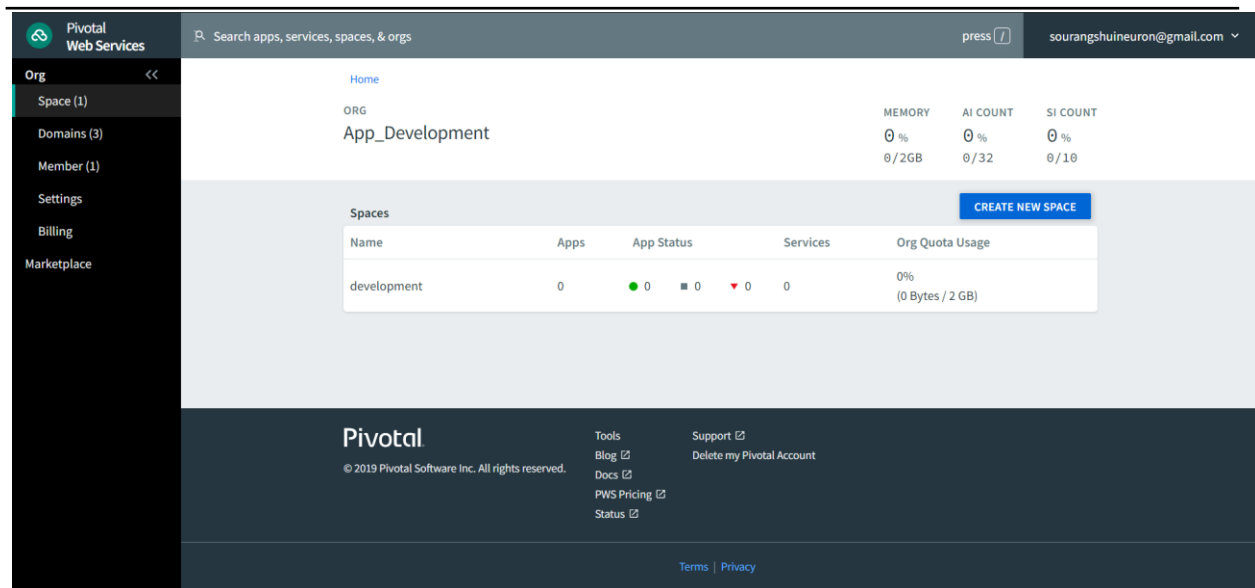 Pivotal
Web Services
Search apps, services, spaces, & orgs
press /
sourangshuineuron@gmail.com
Org
Space (1)
Domains (3)
Member (1)
Settings
Billing
Marketplace
Home
ORG
App_Development
MEMORY AI COUNT SI COUNT
0 % 0 % 0 %
0/2GB 0/32 0/10
Spaces
CREATE NEW SPACE
Name Apps App Status Services Org Quota Usage
development 0 0 0 0 0 0%
(0 Bytes / 2 GB)
Pivotal
© 2019 Pivotal Software Inc. All rights reserved.
Tools
Blog
Docs
PWS Pricing
Status
Support
Delete my Pivotal Account
Terms | Privacy